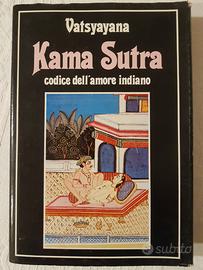 Vatsyayana
Kama Sutra
codice dell'amore indiano
subito